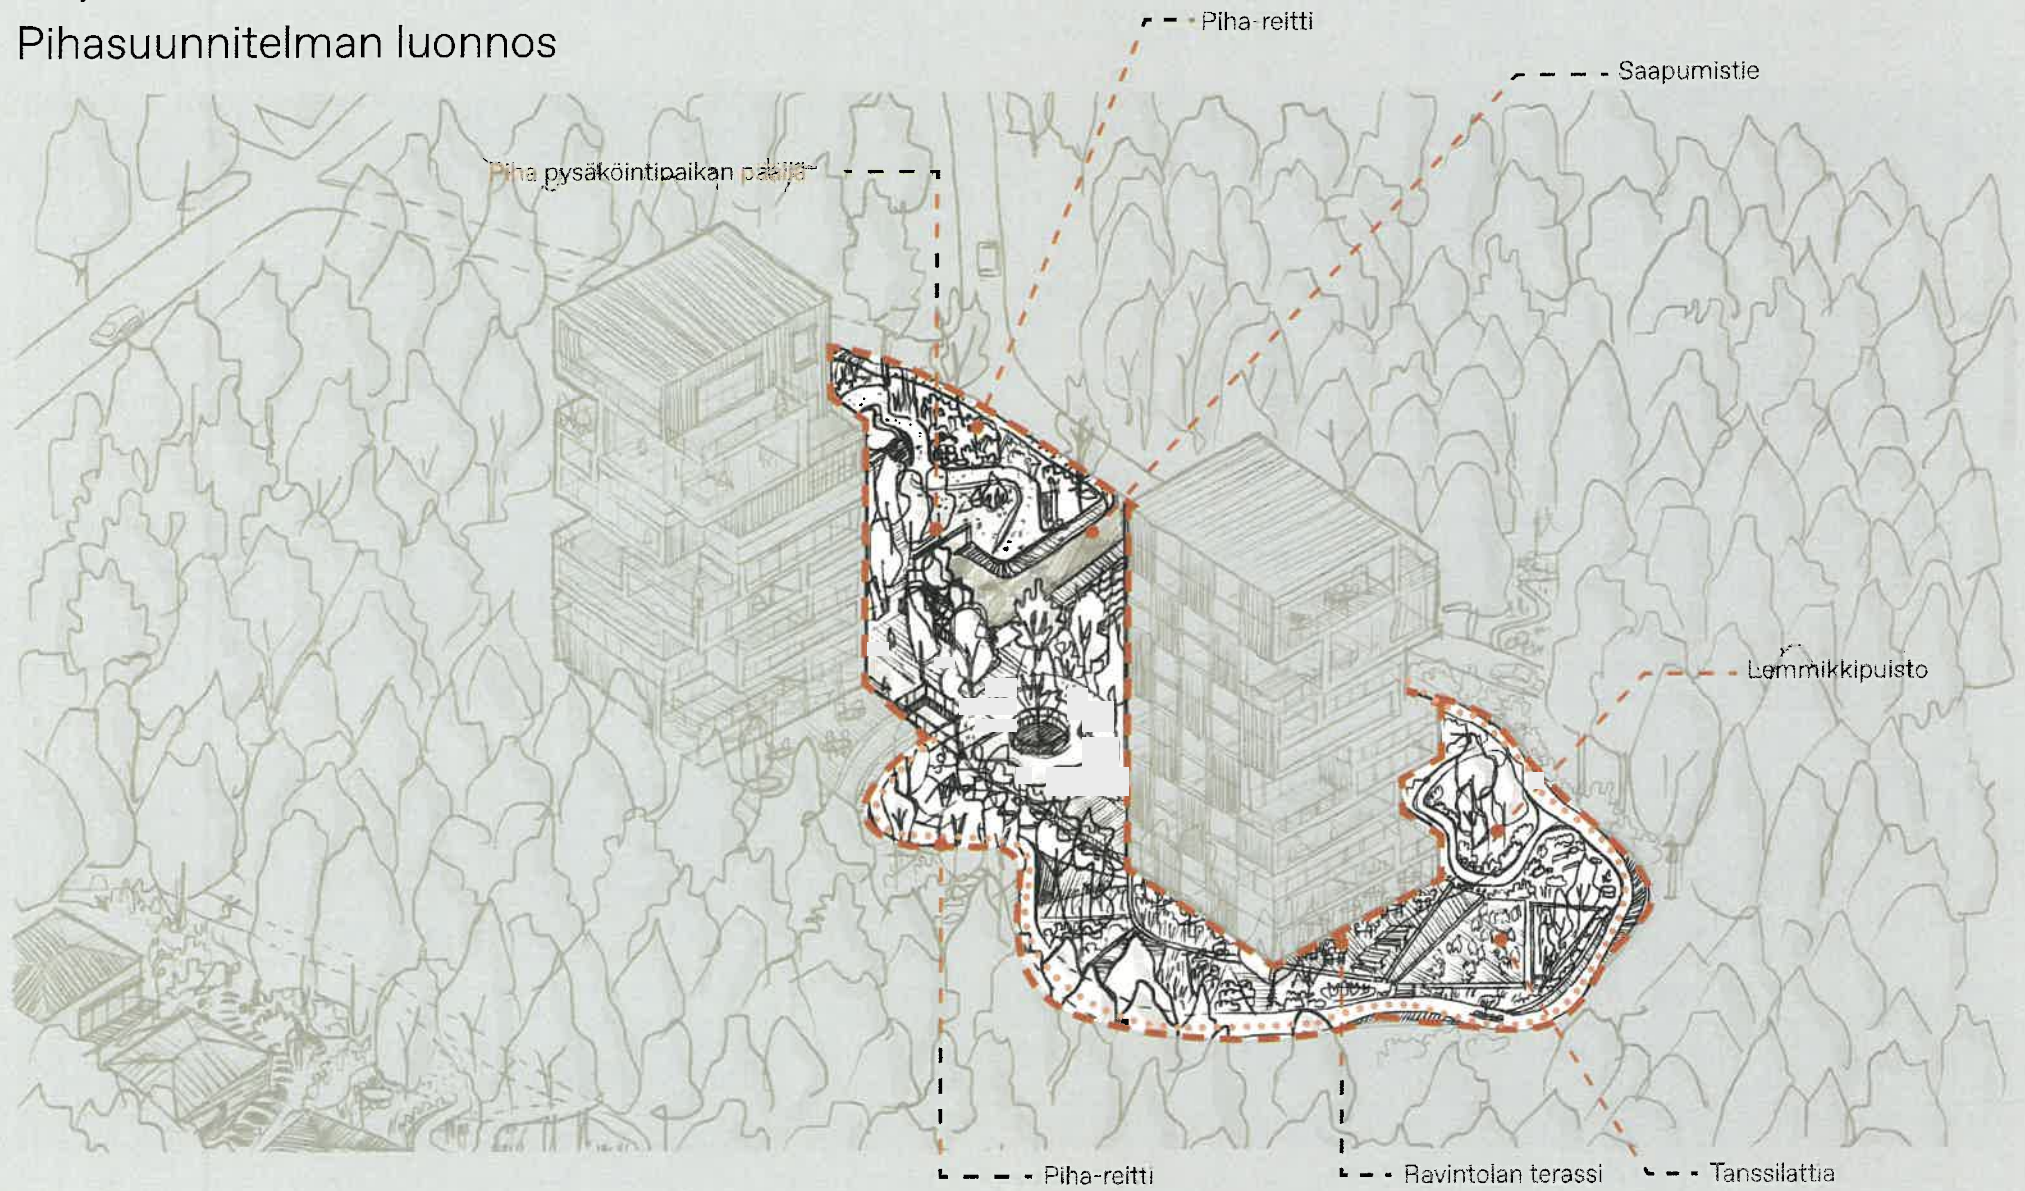 Pihasuunnitelman luonnos
Piha-reitti
Saapumistie
Piha pysäköintipaikan päällä
Lemmikkipuisto
Piha-reitti
Ravintolan terassi
Tanssilattia